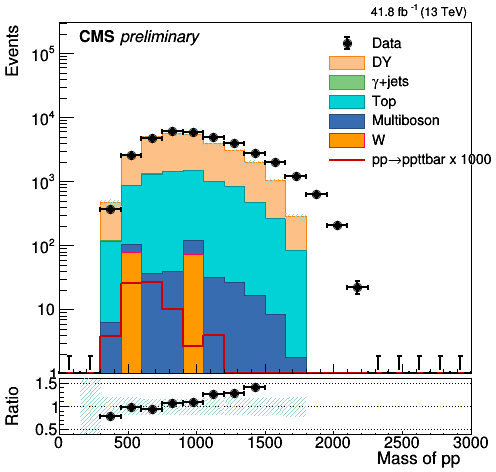 41.8 fb⁻¹ (13 TeV)
CMS preliminary
Events
10⁵
10⁴
10³
10²
10
1
Data
DY
γ+jets
Top
Multiboson
W
pp→ppttbar x 1000
Ratio
1.5
1
0.5
0 500 1000 1500 2000 2500 3000
Mass of pp